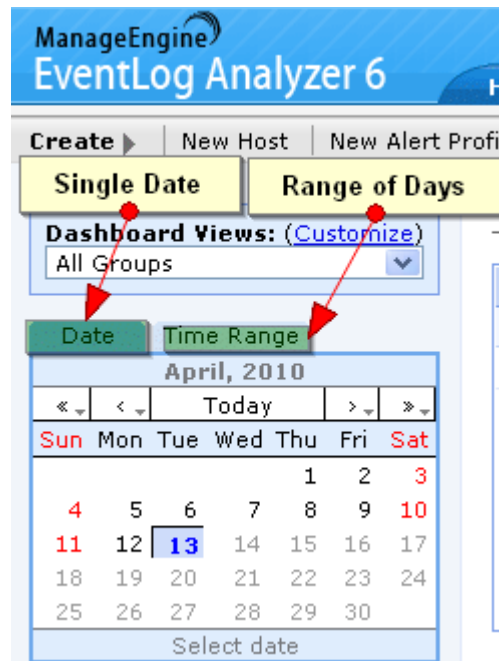 ManageEngine
EventLog Analyzer 6
H
Create | New Host | New Alert Profi
Single Date
Range of Days
Dashboard Views: (Customize)
All Groups
Date Time Range
April, 2010
« ‹ Today › »
Sun Mon Tue Wed Thu Fri Sat
1 2 3
4 5 6 7 8 9 10
11 12 13 14 15 16 17
18 19 20 21 22 23 24
25 26 27 28 29 30
Select date